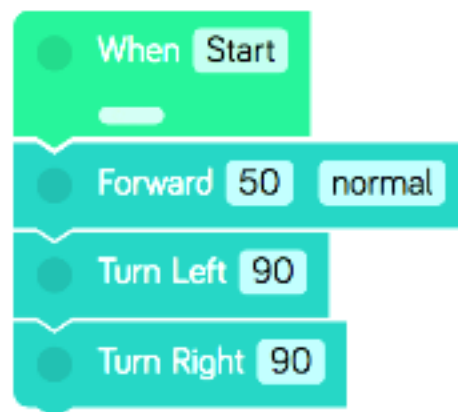 When Start
Forward 50 normal
Turn Left 90
Turn Right 90